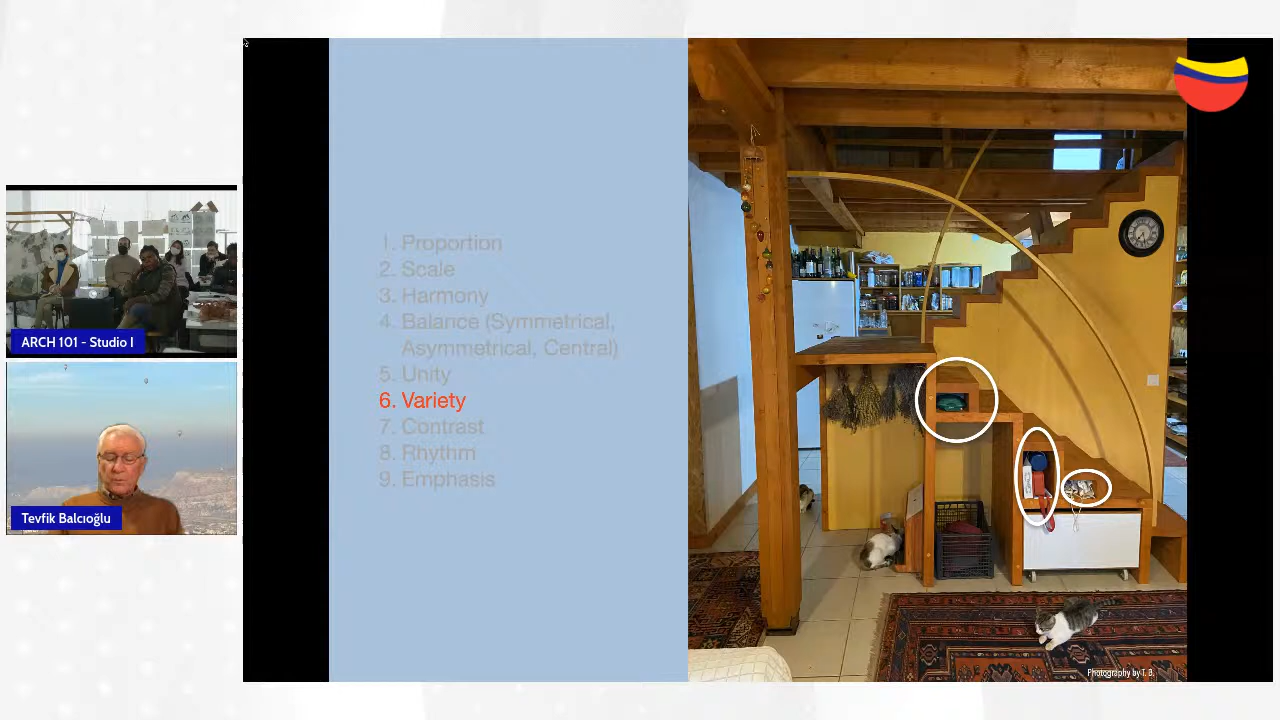 ARCH 101 - Studio I
Tevfik Balcıoğlu
1. Proportion
2. Scale
3. Harmony
4. Balance (Symmetrical,
Asymmetrical, Central)
5. Unity
6. Variety
7. Contrast
8. Rhythm
9. Emphasis
Photography by T. B.